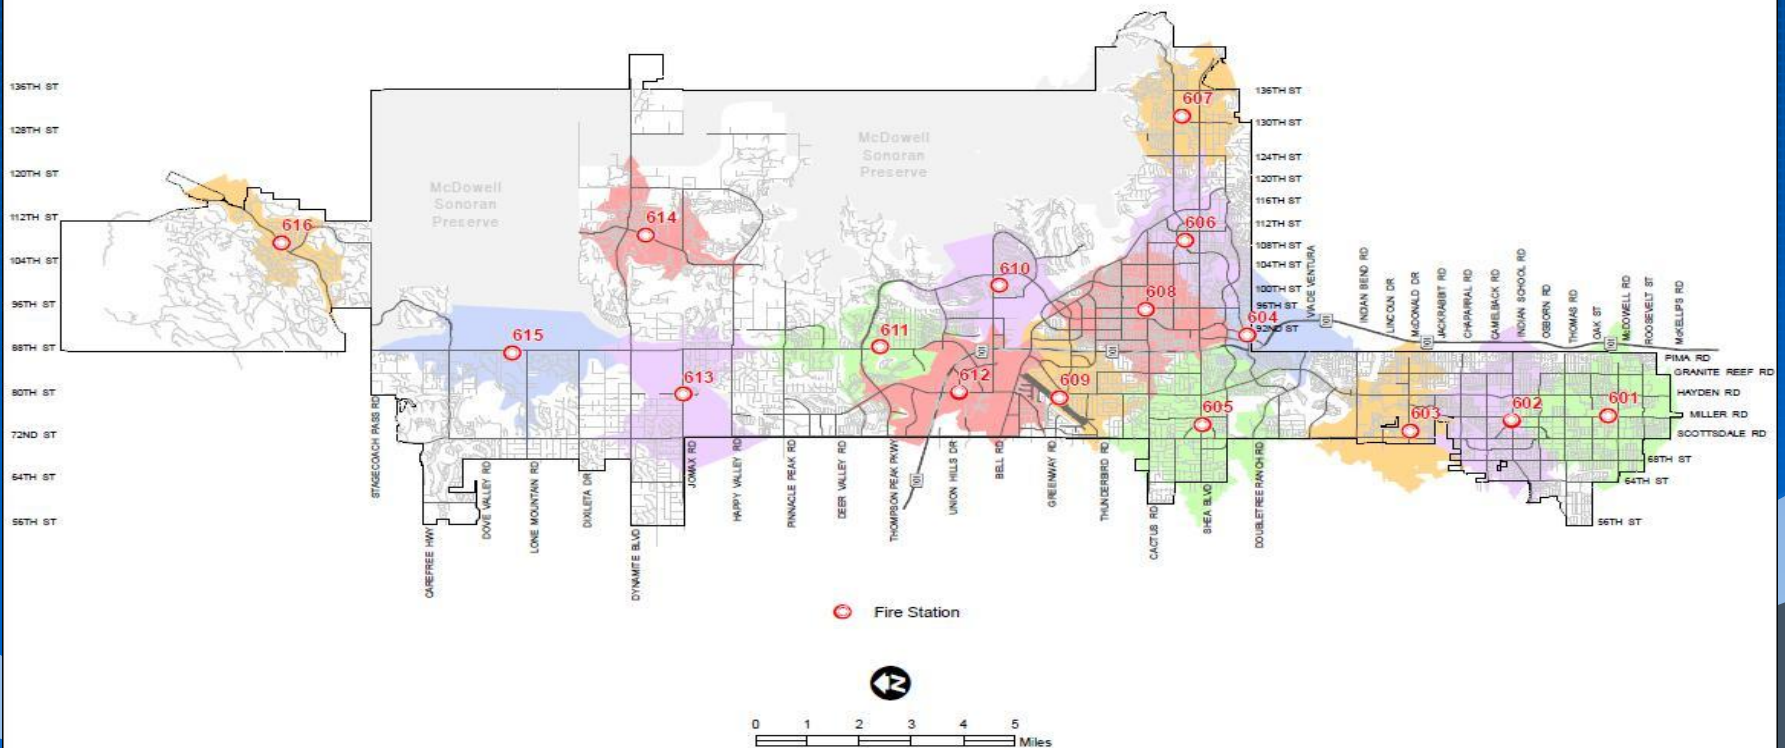 136TH ST
128TH ST
120TH ST
112TH ST
104TH ST
96TH ST
88TH ST
80TH ST
72ND ST
64TH ST
56TH ST
McDowell
Sonoran
Preserve
McDowell
Sonoran
Preserve
616
615
614
613
611
612
610
609
608
607
606
605
604
603
602
601
101
101
101
101
101
101
136TH ST
130TH ST
124TH ST
120TH ST
116TH ST
112TH ST
108TH ST
104TH ST
100TH ST
96TH ST
92ND ST
VIA DE VENTURA
INDIAN BEND RD
LINCOLN DR
McDONALD DR
JACKRABBIT RD
CHAPARRAL RD
CAMELBACK RD
INDIAN SCHOOL RD
OSBORN RD
THOMAS RD
OAK ST
McDOWELL RD
ROOSEVELT ST
McKELLIPS RD
PIMA RD
GRANITE REEF RD
HAYDEN RD
MILLER RD
SCOTTSDALE RD
68TH ST
64TH ST
56TH ST
STAGECOACH PASS RD
CAREFREE HWY
DOVE VALLEY RD
LONE MOUNTAIN RD
DIXILETA DR
DYNAMITE BLVD
JOMAX RD
HAPPY VALLEY RD
PINNACLE PEAK RD
DEER VALLEY RD
THOMPSON PEAK PKWY
UNION HILLS DR
BELL RD
GREENWAY RD
THUNDERBIRD RD
CACTUS RD
SHEA BLVD
DOUBLETREE RANCH RD
Fire Station
N
0 1 2 3 4 5
Miles